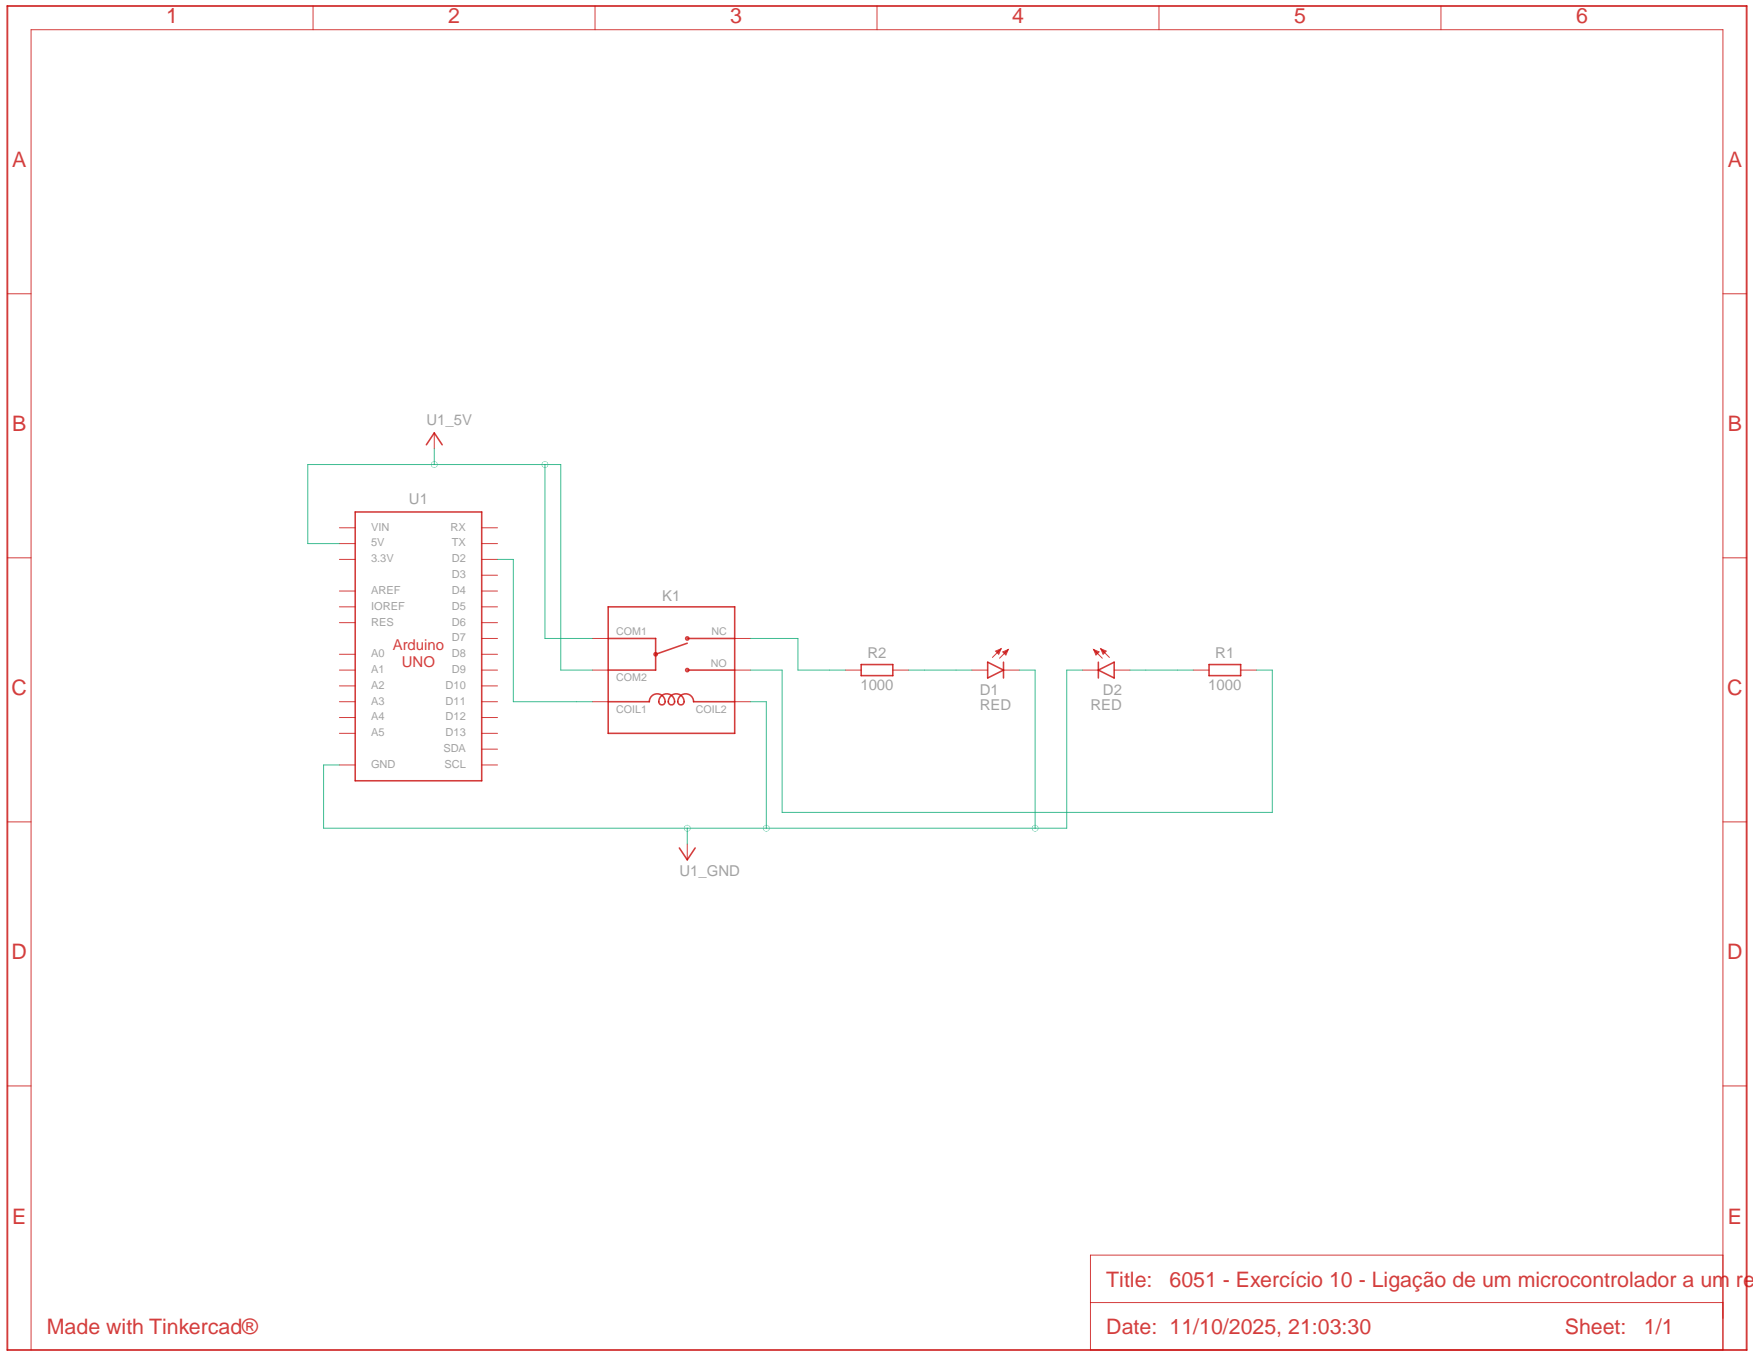 1 2 3 4 5 6
A A
B B
U1_5V
U1
VIN RX
5V TX
3.3V D2
D3
AREF D4
IOREF D5
RES D6
D7
Arduino
UNO
A0 D8
A1 D9
A2 D10
A3 D11
A4 D12
A5 D13
SDA
GND SCL
K1
COM1 NC
NO
COM2
COIL1 COIL2
R2
1000
D1
RED
D2
RED
R1
1000
C C
U1_GND
D D
E E
Title: 6051 - Exercício 10 - Ligação de um microcontrolador a um re
Made with Tinkercad®
Date: 11/10/2025, 21:03:30 Sheet: 1/1